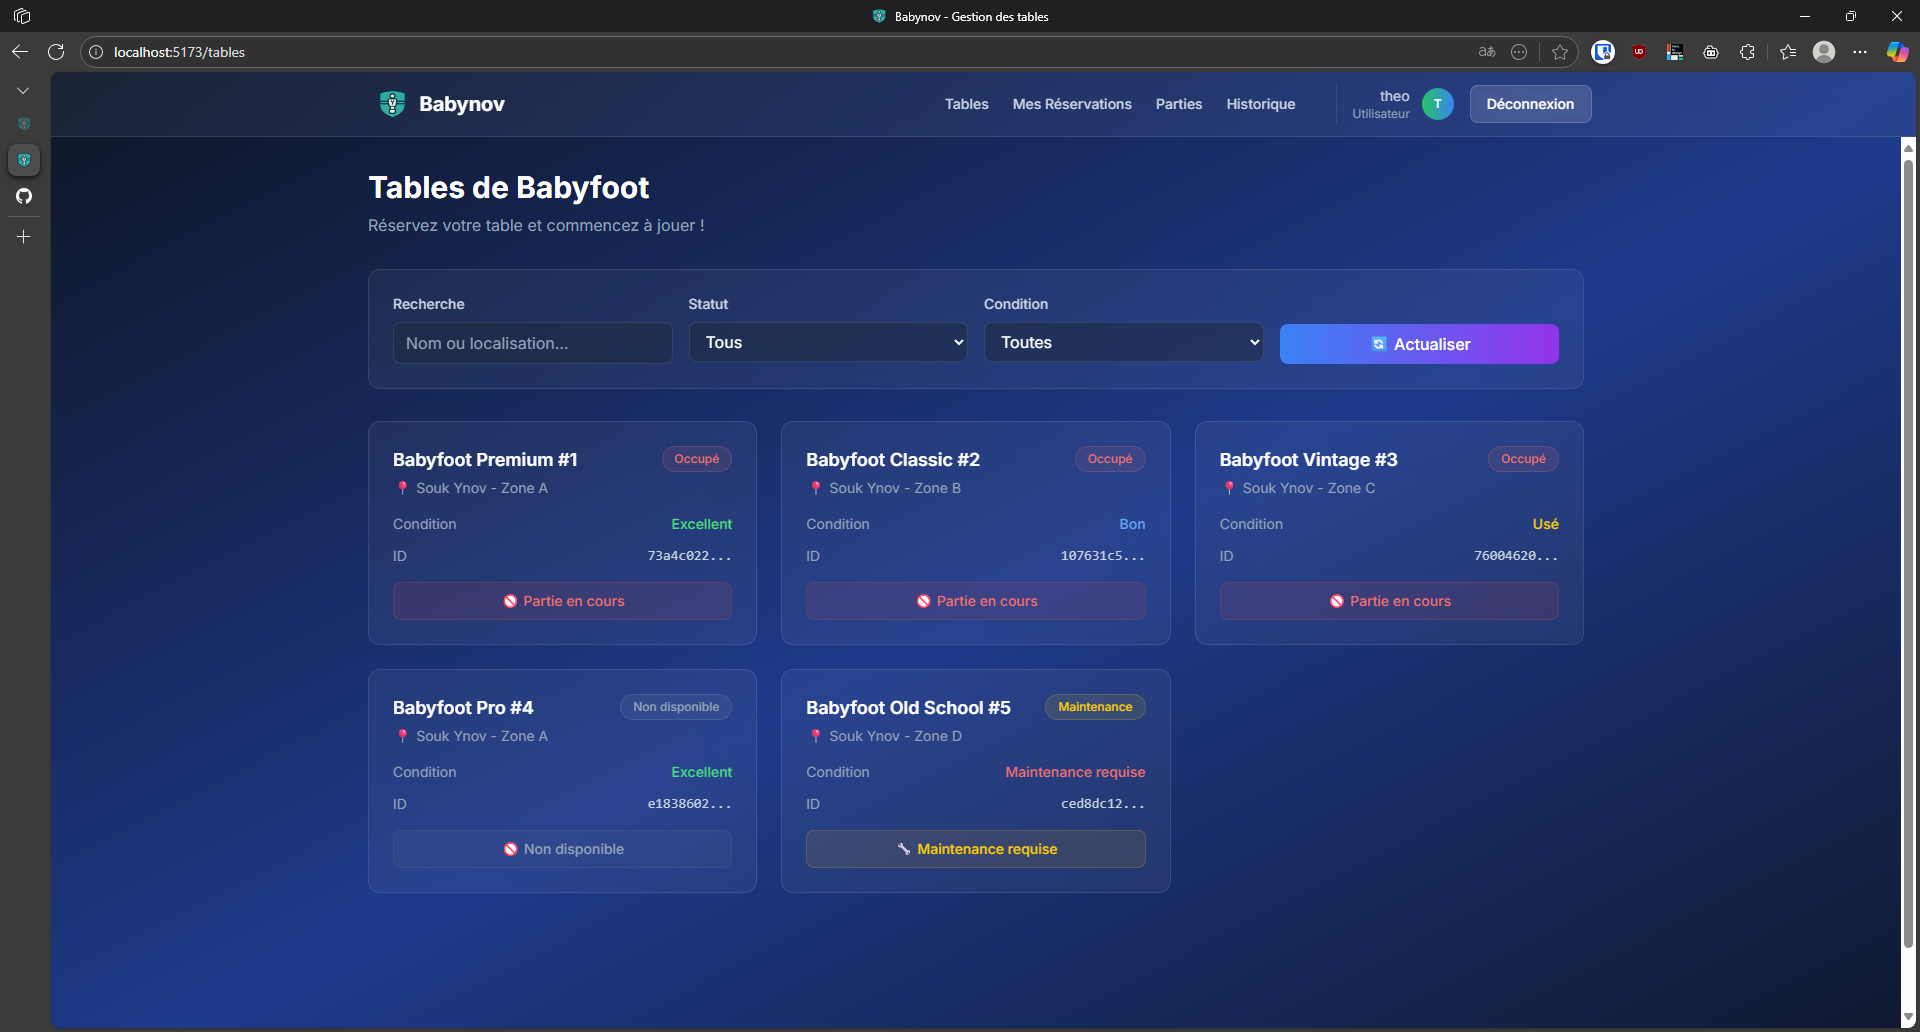 Babynov - Gestion des tables
localhost:5173/tables
Babynov
Tables
Mes Réservations
Parties
Historique
theo
Utilisateur
T
Déconnexion
Tables de Babyfoot
Réservez votre table et commencez à jouer !
Recherche
Statut
Condition
Nom ou localisation...
Tous
Toutes
Actualiser
Babyfoot Premium #1
Occupé
Souk Ynov - Zone A
Condition
Excellent
ID
73a4c022...
Partie en cours
Babyfoot Classic #2
Occupé
Souk Ynov - Zone B
Condition
Bon
ID
107631c5...
Partie en cours
Babyfoot Vintage #3
Occupé
Souk Ynov - Zone C
Condition
Usé
ID
76004620...
Partie en cours
Babyfoot Pro #4
Non disponible
Souk Ynov - Zone A
Condition
Excellent
ID
e1838602...
Non disponible
Babyfoot Old School #5
Maintenance
Souk Ynov - Zone D
Condition
Maintenance requise
ID
ced8dc12...
Maintenance requise